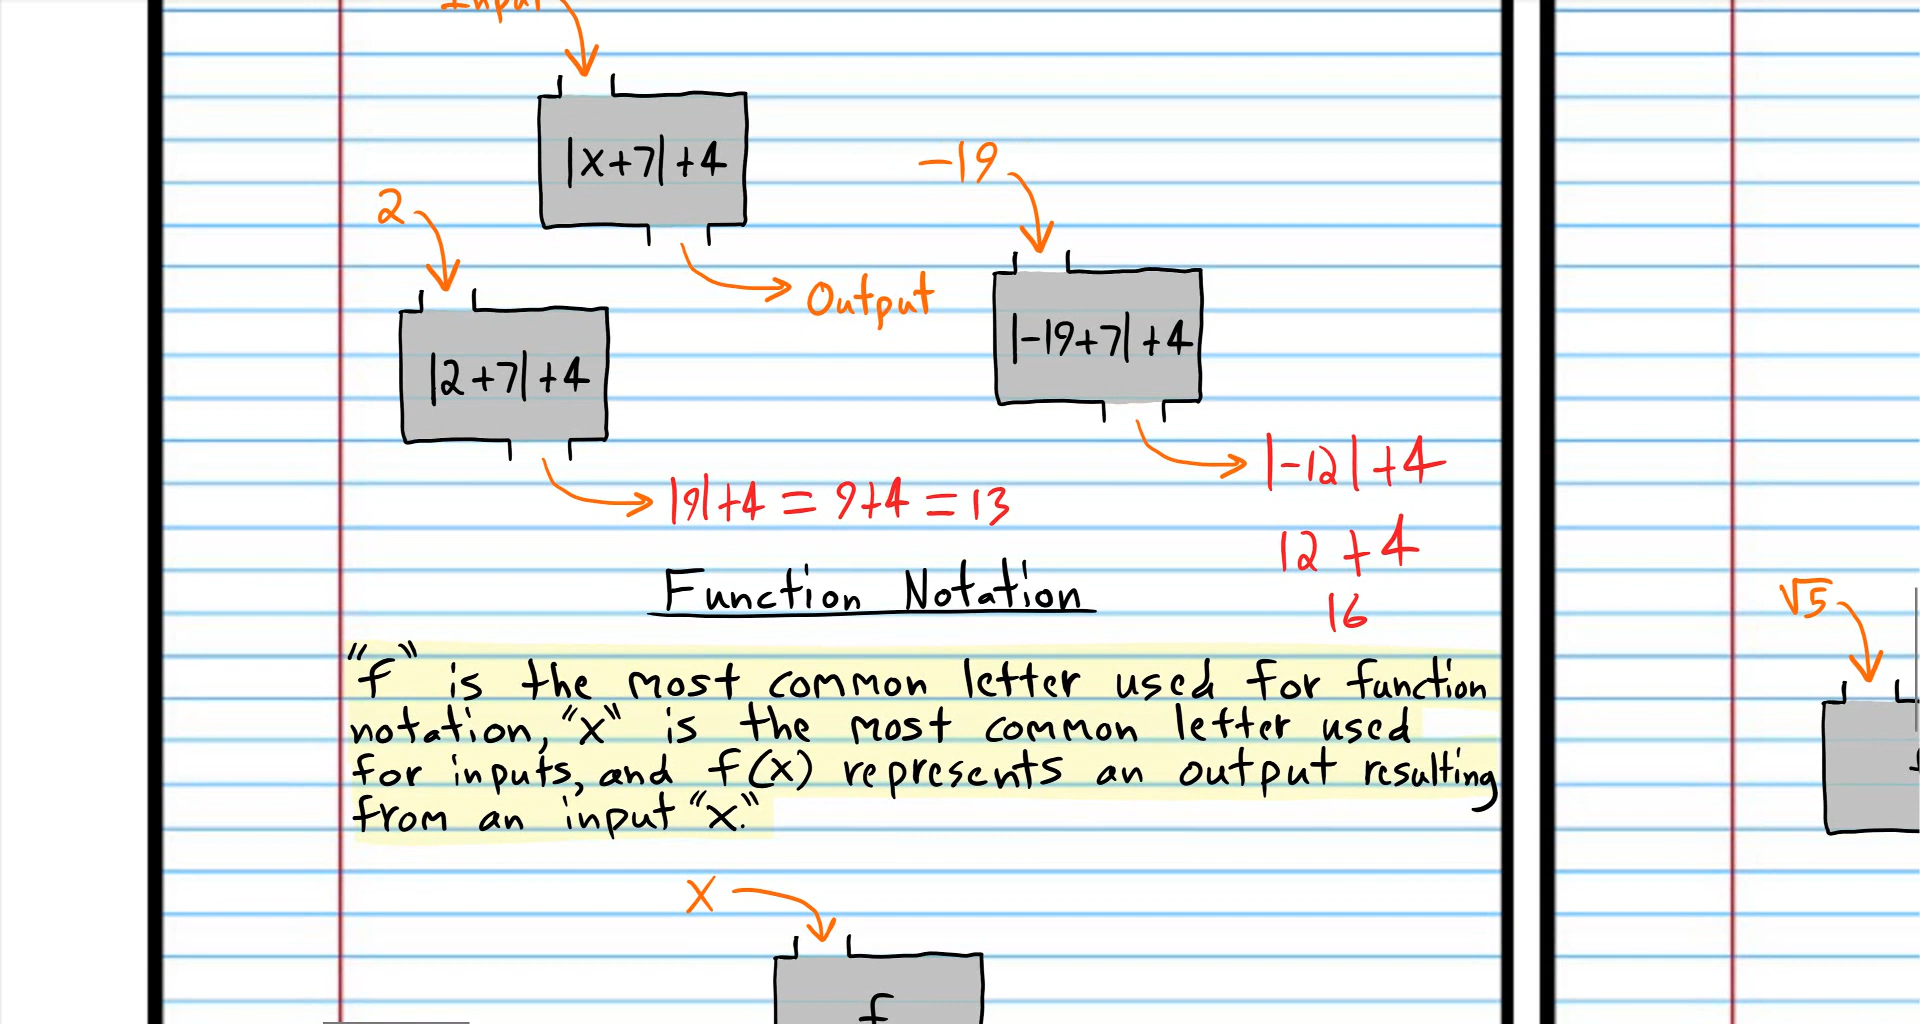 Input
|x+7|+4
-19
2
Output
|-19+7|+4
|2+7|+4
|-12|+4
|9|+4 = 9+4 = 13
12+4
16
Function Notation
√5
"f" is the most common letter used for function
notation, "x" is the most common letter used
for inputs, and f(x) represents an output resulting
from an input "x."
x
f